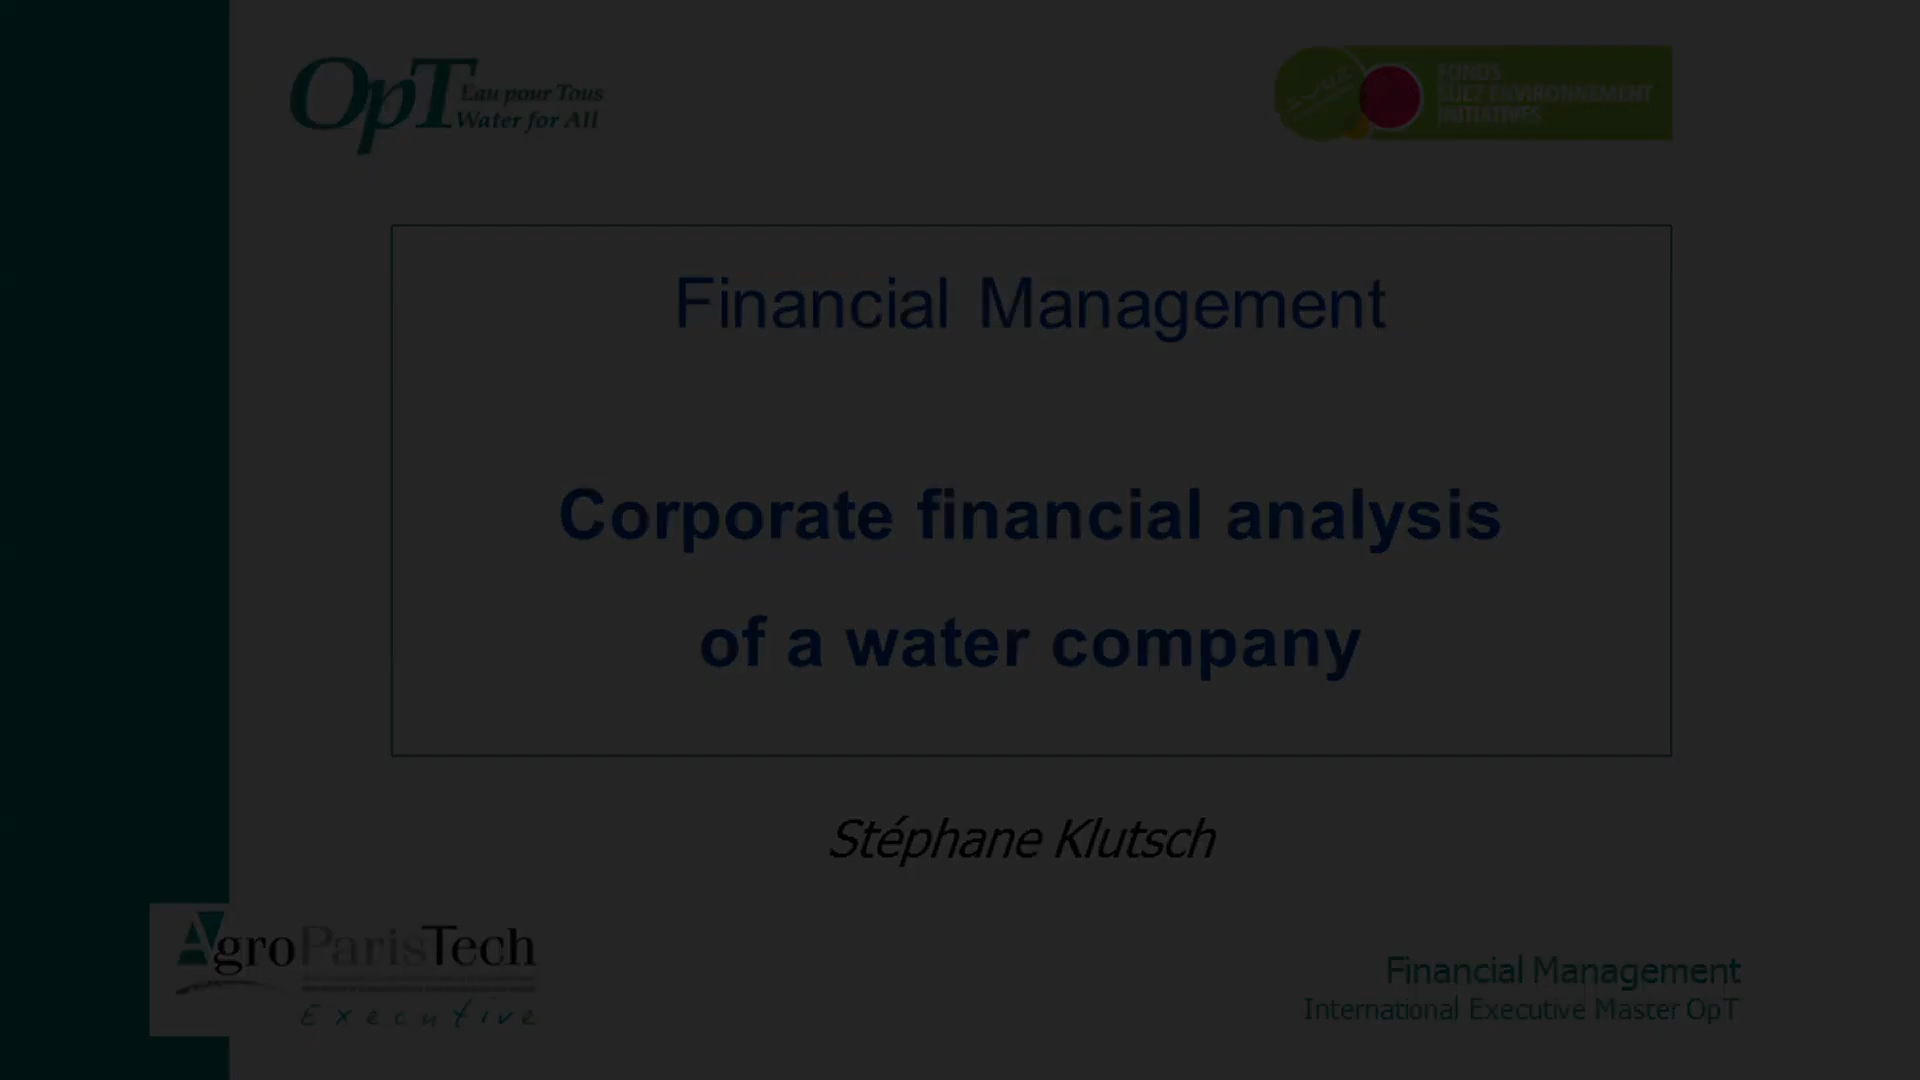 OpT Eau pour Tous
Water for All
FONDS
SUEZ ENVIRONNEMENT
INITIATIVES
Financial Management
Corporate financial analysis
of a water company
Stéphane Klutsch
AgroParisTech
Executive
Financial Management
International Executive Master OpT